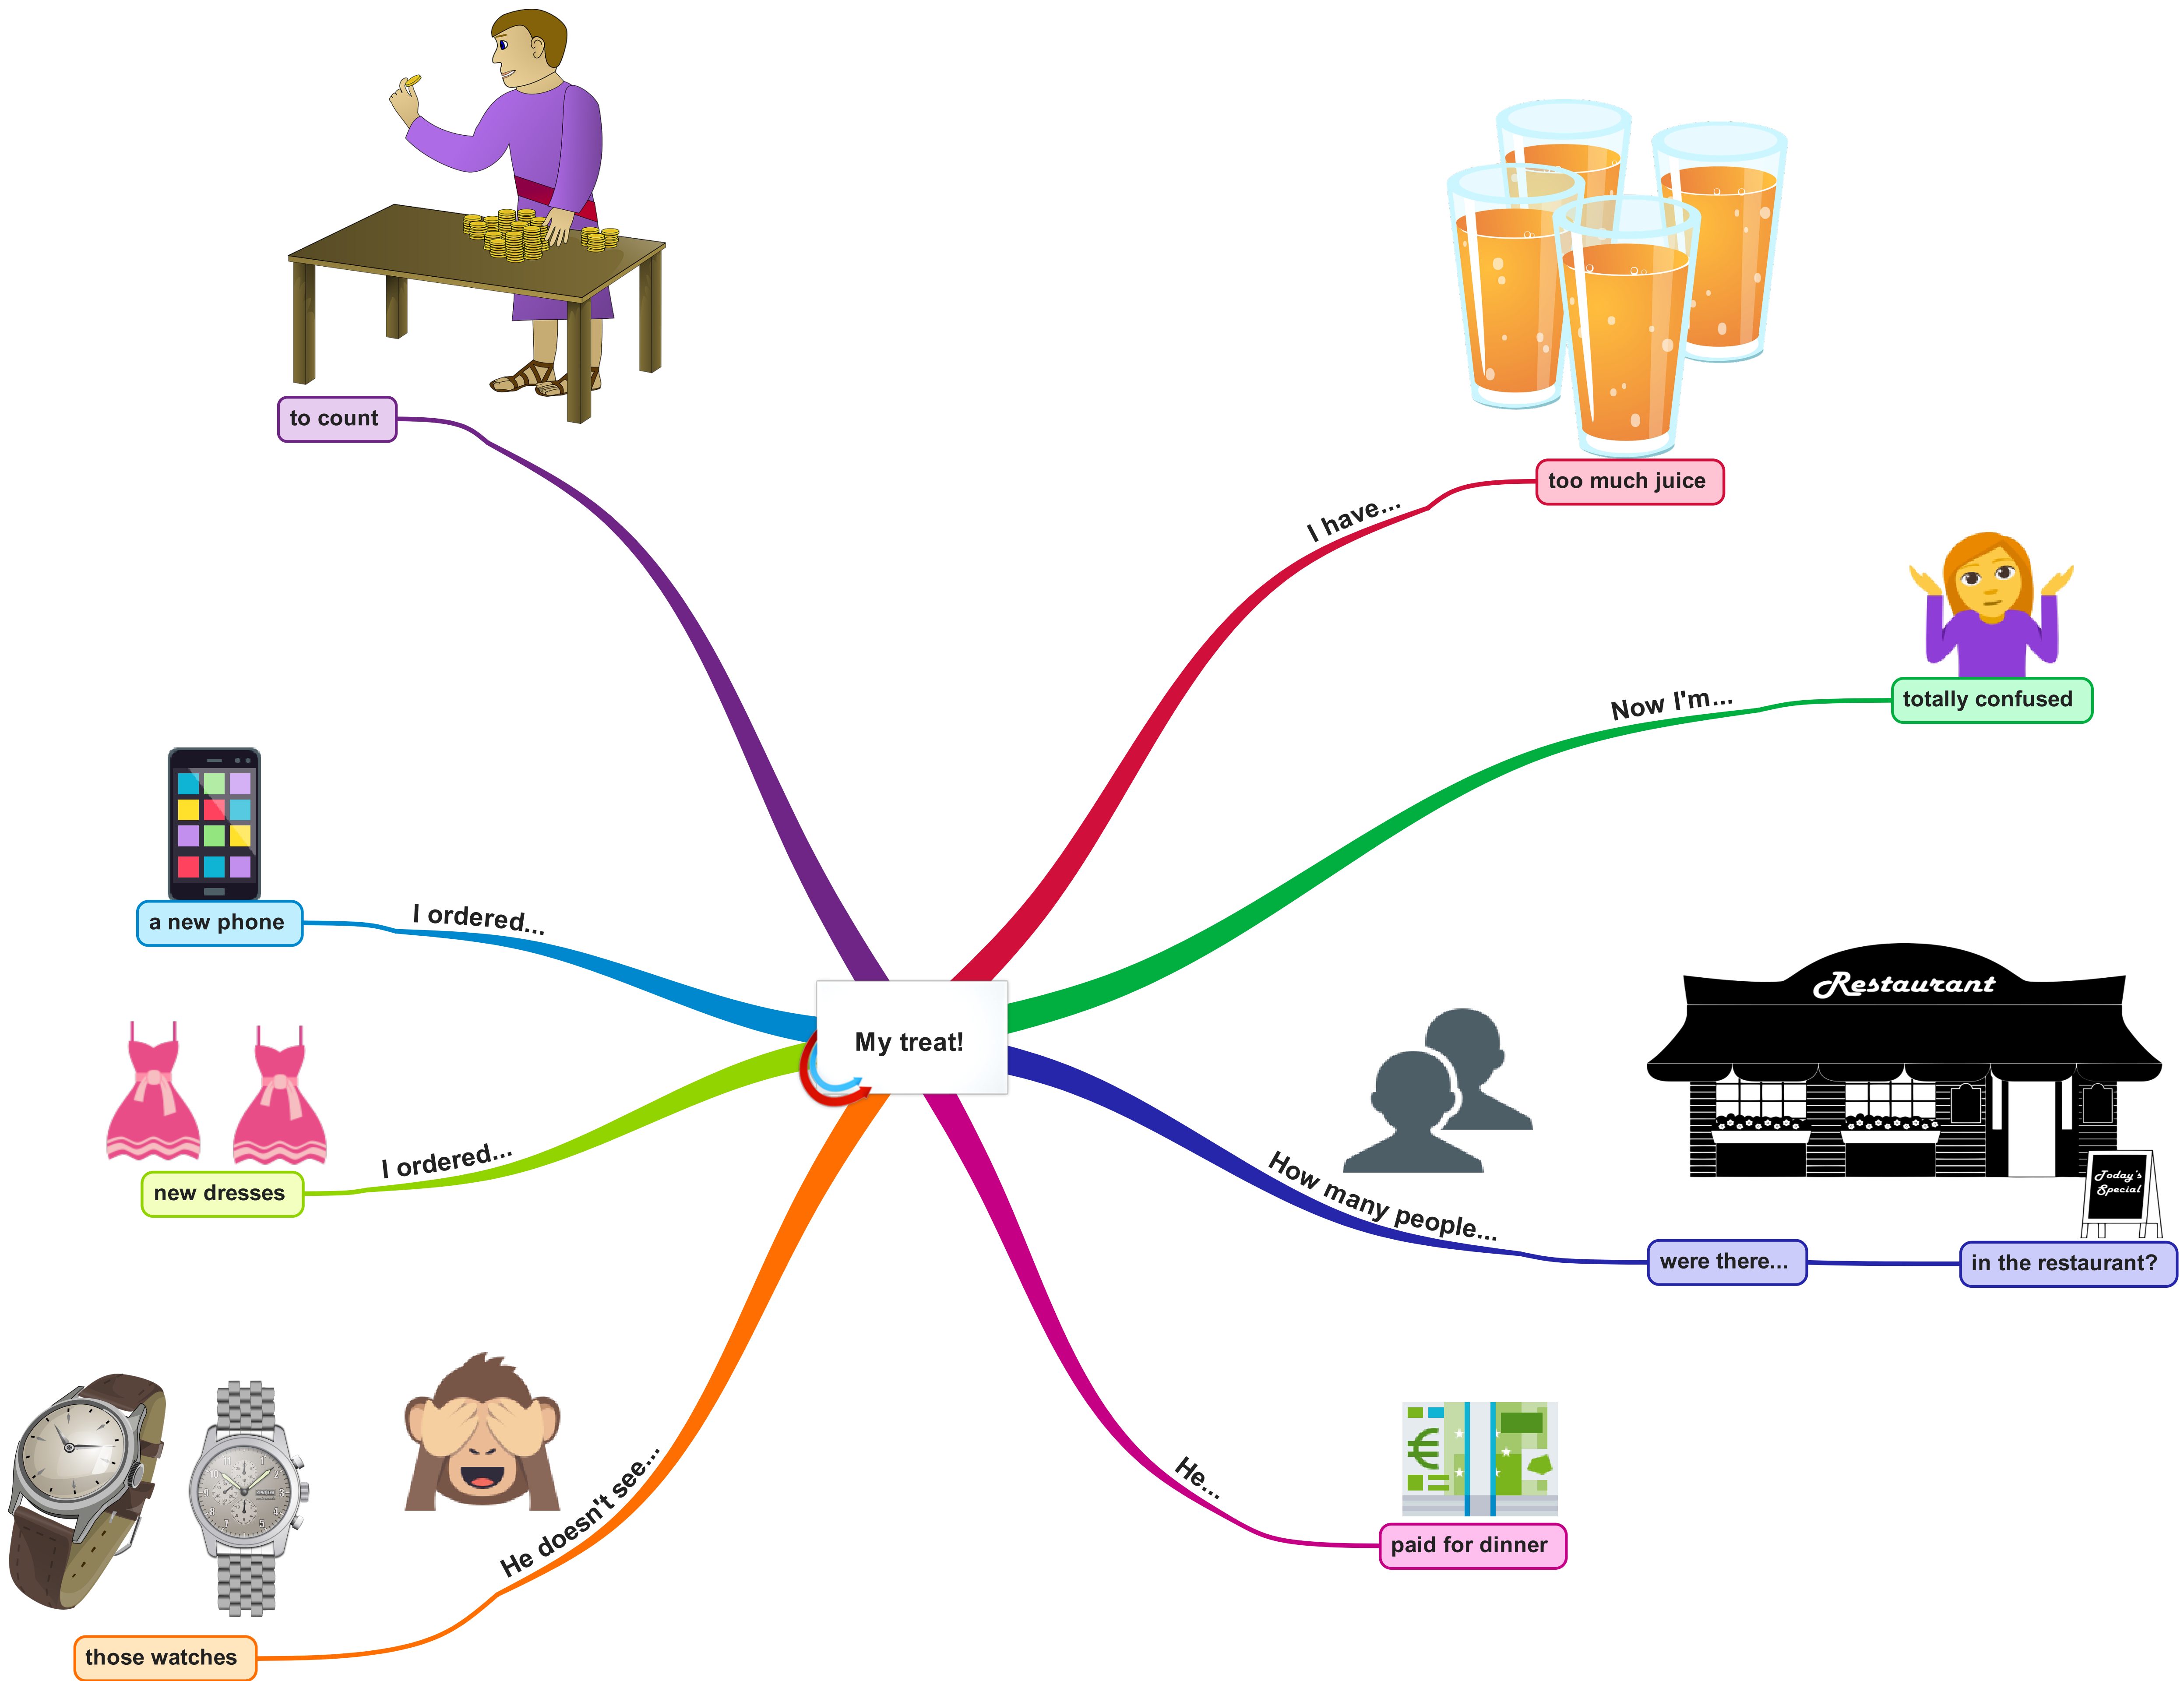 My treat!
I have...
too much juice
Now I'm...
totally confused
Restaurant
Today's
Special
How many people...
were there...
in the restaurant?
He...
paid for dinner
He doesn't see...
those watches
I ordered...
new dresses
I ordered...
a new phone
to count